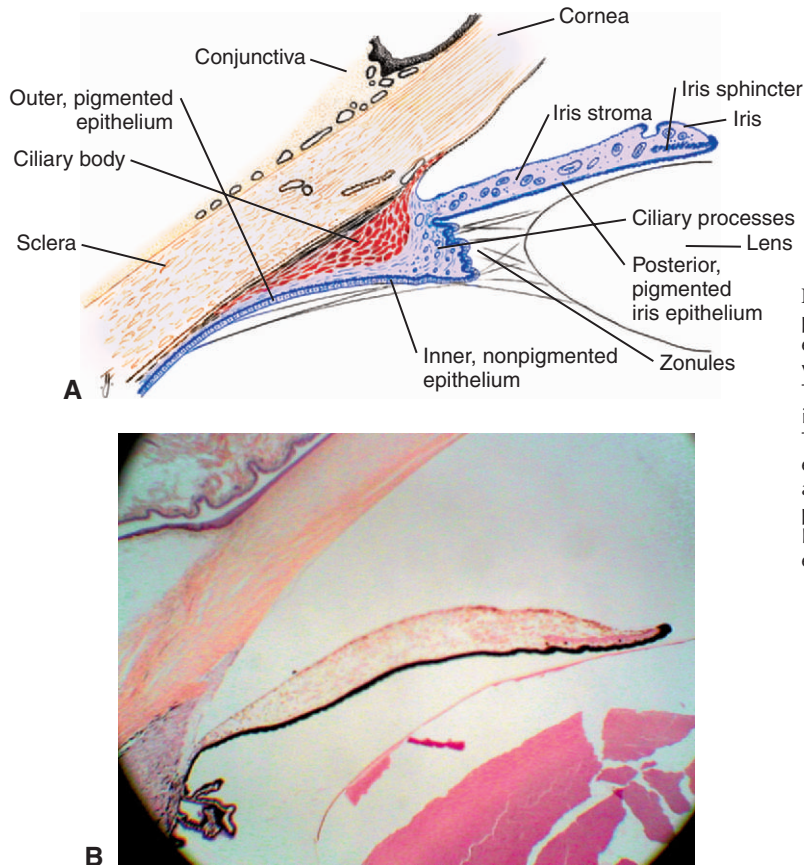 Cornea
Conjunctiva
Outer, pigmented
epithelium
Iris sphincter
Iris stroma
Iris
Ciliary body
Ciliary processes
Sclera
Lens
Posterior,
pigmented
iris epithelium
Inner, nonpigmented
epithelium
Zonules
A
B